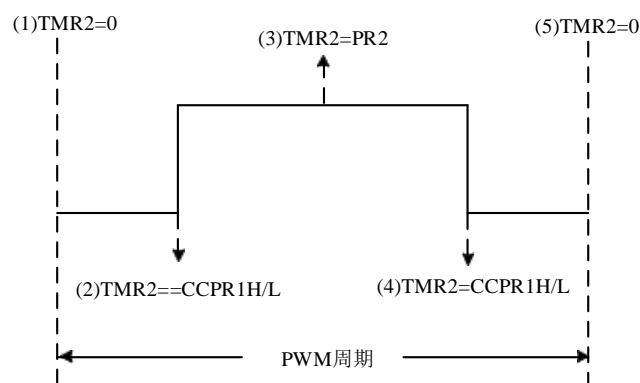 (1)TMR2=0
(3)TMR2=PR2
(5)TMR2=0
(2)TMR2==CCPR1H/L
(4)TMR2=CCPR1H/L
PWM周期